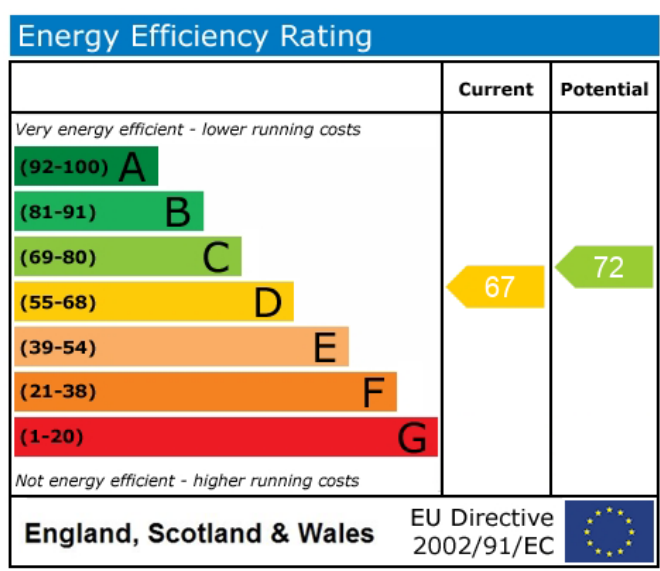 Energy Efficiency Rating
Current Potential
Very energy efficient - lower running costs
(92-100) A
(81-91) B
(69-80) C
(55-68) D
(39-54) E
(21-38) F
(1-20) G
67
72
Not energy efficient - higher running costs
England, Scotland & Wales
EU Directive
2002/91/EC